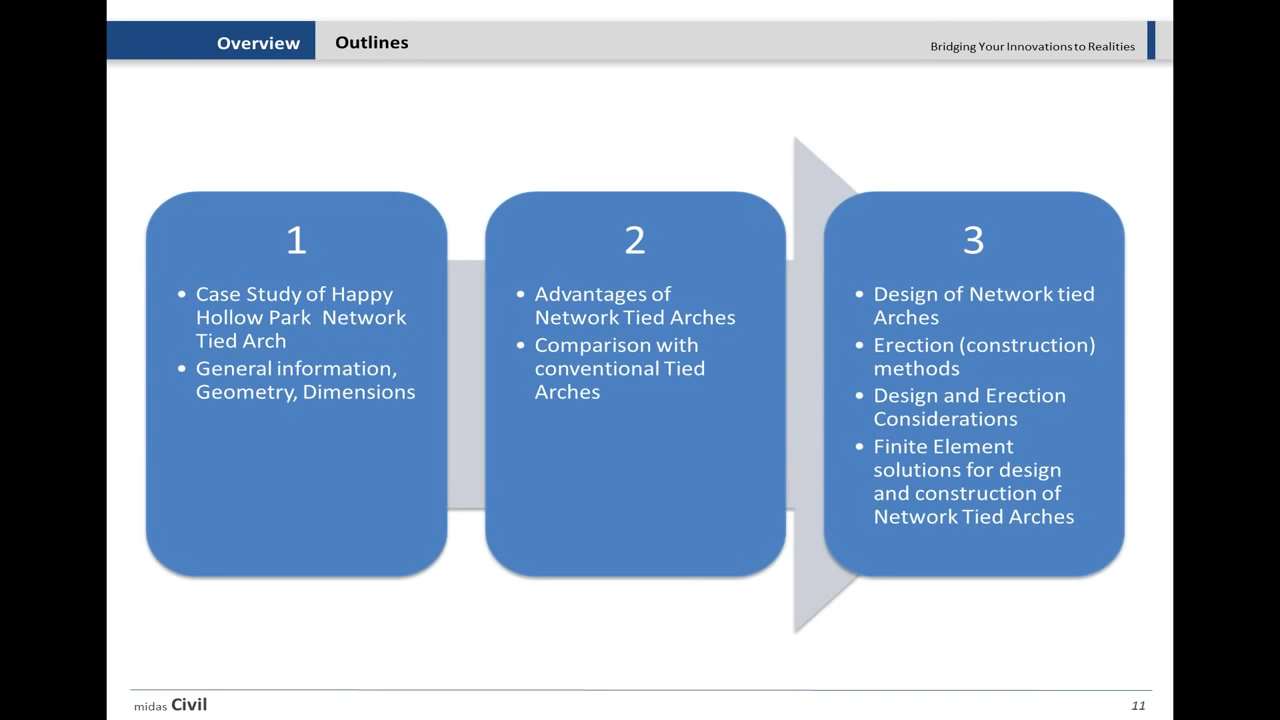 Overview
Outlines
Bridging Your Innovations to Realities
1
• Case Study of Happy
Hollow Park Network
Tied Arch
• General information,
Geometry, Dimensions
2
• Advantages of
Network Tied Arches
• Comparison with
conventional Tied
Arches
3
• Design of Network tied
Arches
• Erection (construction)
methods
• Design and Erection
Considerations
• Finite Element
solutions for design
and construction of
Network Tied Arches
midas Civil
11